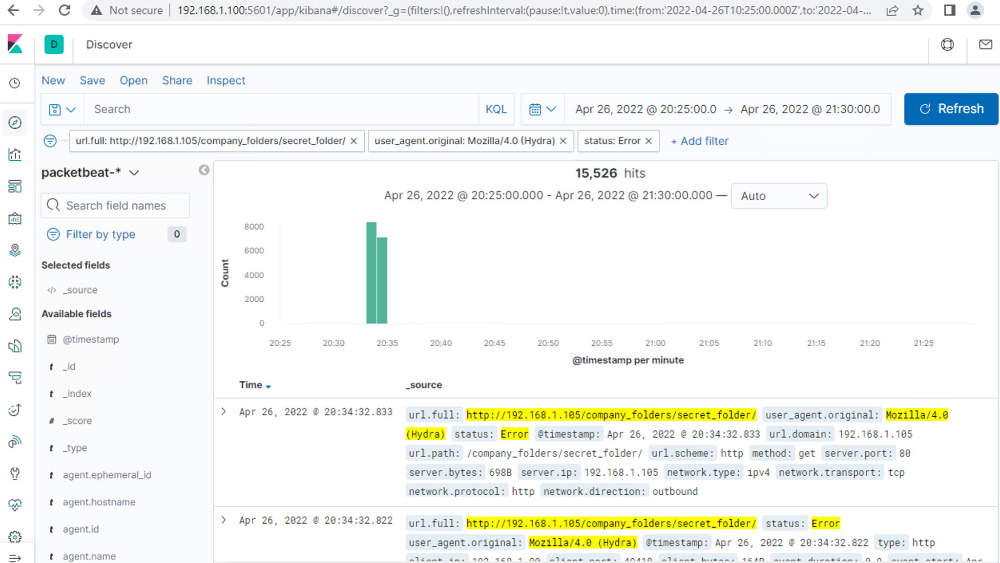 Not secure | 192.168.1.100:5601/app/kibana#/discover?_g=(filters:!(),refreshInterval:(pause:!t,value:0),time:(from:'2022-04-26T10:25:00.000Z',to:'2022-04-...
D Discover
New Save Open Share Inspect
Search KQL Apr 26, 2022 @ 20:25:00.0 → Apr 26, 2022 @ 21:30:00.0 Refresh
url.full: http://192.168.1.105/company_folders/secret_folder/ × user_agent.original: Mozilla/4.0 (Hydra) × status: Error × + Add filter
packetbeat-*
Search field names
Filter by type 0
Selected fields
</> _source
Available fields
@timestamp
t _id
t _index
# _score
t _type
t agent.ephemeral_id
t agent.hostname
t agent.id
t agent.name
15,526 hits
Apr 26, 2022 @ 20:25:00.000 - Apr 26, 2022 @ 21:30:00.000 — Auto
Count
8000
6000
4000
2000
0
20:25 20:30 20:35 20:40 20:45 20:50 20:55 21:00 21:05 21:10 21:15 21:20 21:25
@timestamp per minute
Time _source
Apr 26, 2022 @ 20:34:32.833 url.full: http://192.168.1.105/company_folders/secret_folder/ user_agent.original: Mozilla/4.0
(Hydra) status: Error @timestamp: Apr 26, 2022 @ 20:34:32.833 url.domain: 192.168.1.105
url.path: /company_folders/secret_folder/ url.scheme: http method: get server.port: 80
server.bytes: 698B server.ip: 192.168.1.105 network.type: ipv4 network.transport: tcp
network.protocol: http network.direction: outbound
Apr 26, 2022 @ 20:34:32.822 url.full: http://192.168.1.105/company_folders/secret_folder/ status: Error
user_agent.original: Mozilla/4.0 (Hydra) @timestamp: Apr 26, 2022 @ 20:34:32.822 type: http
client.ip: client.port: client.bytes: event.duration: event.start: Apr